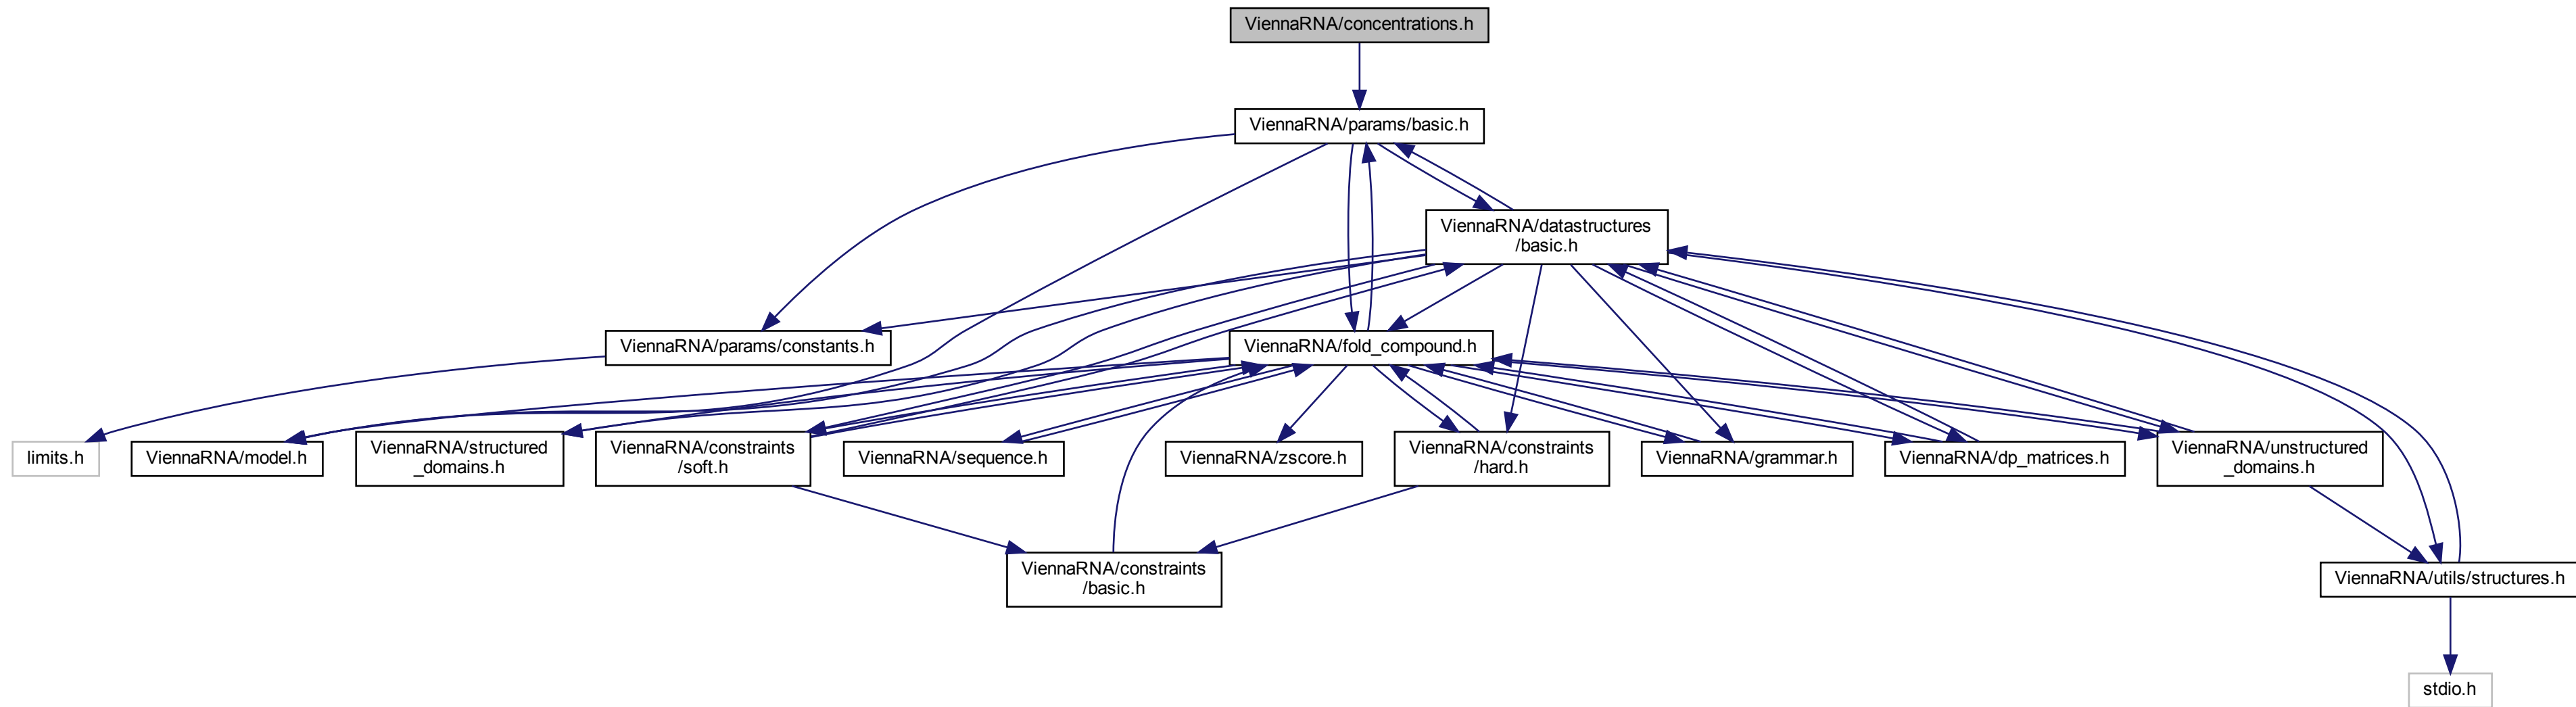 ViennaRNA/concentrations.h
ViennaRNA/params/basic.h
ViennaRNA/datastructures
/basic.h
ViennaRNA/params/constants.h
ViennaRNA/fold_compound.h
limits.h
ViennaRNA/model.h
ViennaRNA/structured
_domains.h
ViennaRNA/constraints
/soft.h
ViennaRNA/sequence.h
ViennaRNA/zscore.h
ViennaRNA/constraints
/hard.h
ViennaRNA/grammar.h
ViennaRNA/dp_matrices.h
ViennaRNA/unstructured
_domains.h
ViennaRNA/constraints
/basic.h
ViennaRNA/utils/structures.h
stdio.h